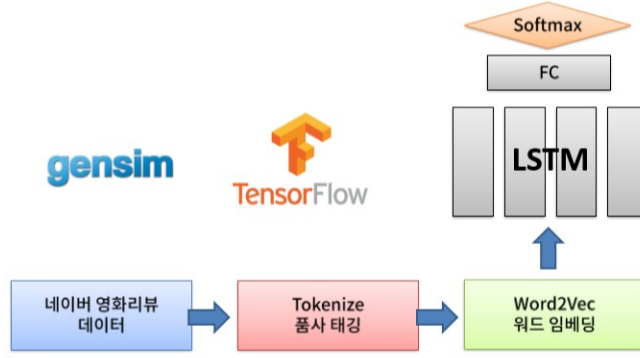 Softmax
FC
LSTM
gensim
TensorFlow
네이버 영화리뷰
데이터
Tokenize
품사 태깅
Word2Vec
워드 임베딩